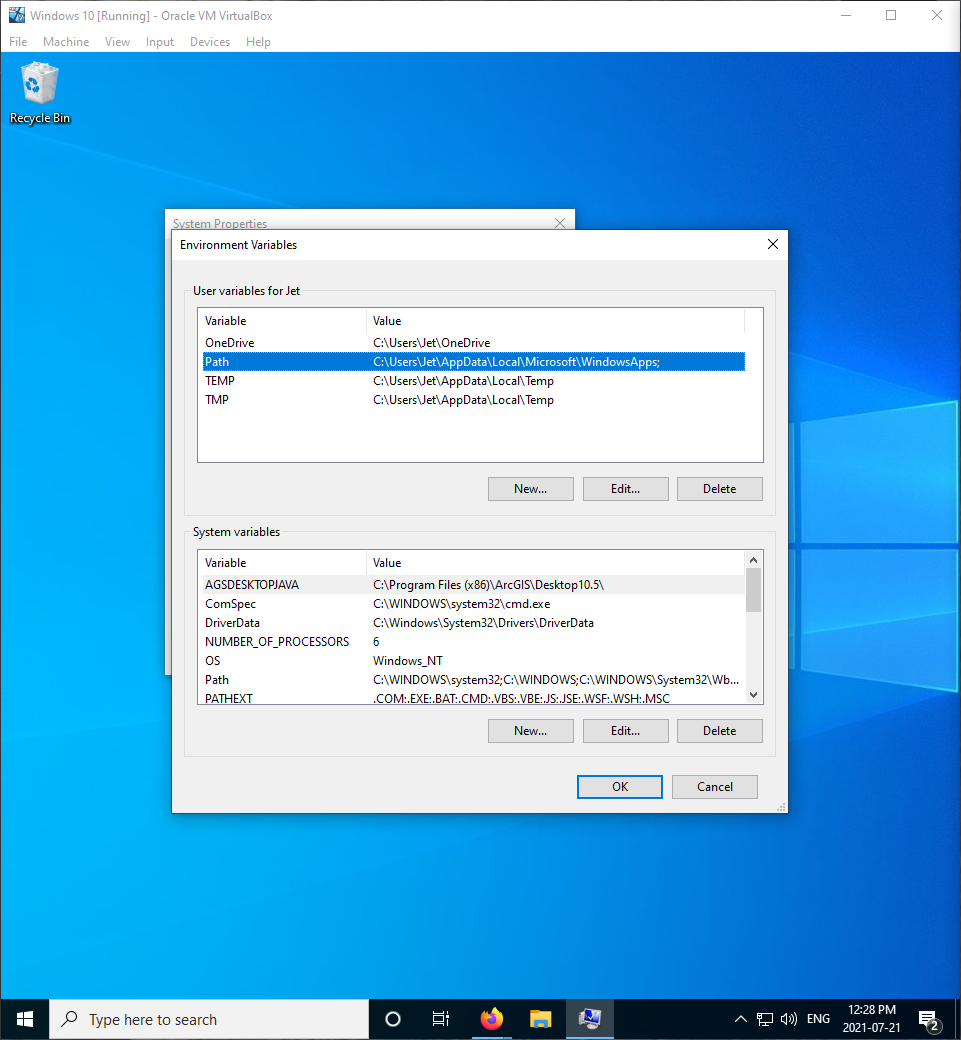 Windows 10 [Running] - Oracle VM VirtualBox
File Machine View Input Devices Help
Recycle Bin
System Properties
Environment Variables
User variables for Jet
Variable Value
OneDrive C:\Users\Jet\OneDrive
Path C:\Users\Jet\AppData\Local\Microsoft\WindowsApps;
TEMP C:\Users\Jet\AppData\Local\Temp
TMP C:\Users\Jet\AppData\Local\Temp
New... Edit... Delete
System variables
Variable Value
AGSDESKTOPJAVA C:\Program Files (x86)\ArcGIS\Desktop10.5\
ComSpec C:\WINDOWS\system32\cmd.exe
DriverData C:\Windows\System32\Drivers\DriverData
NUMBER_OF_PROCESSORS 6
OS Windows_NT
Path C:\WINDOWS\system32;C:\WINDOWS;C:\WINDOWS\System32\Wb...
PATHEXT .COM;.EXE;.BAT;.CMD;.VBS;.VBE;.JS;.JSE;.WSF;.WSH;.MSC
New... Edit... Delete
OK Cancel
Type here to search
ENG
12:28 PM
2021-07-21
2